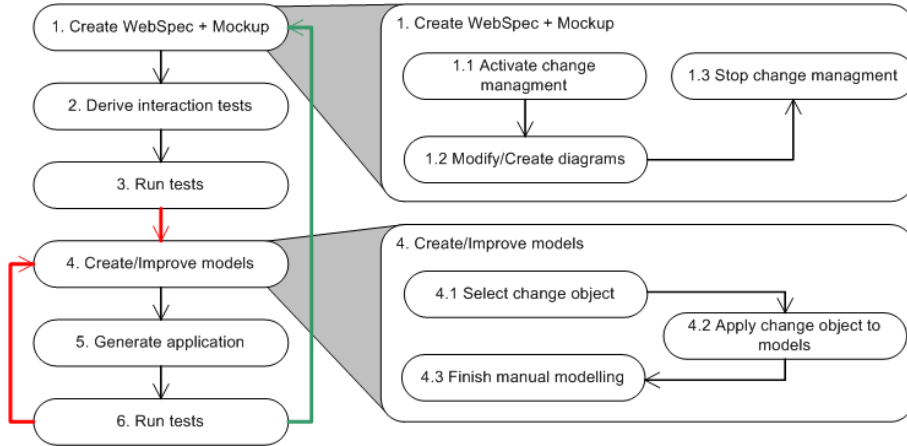 1. Create WebSpec + Mockup
2. Derive interaction tests
3. Run tests
4. Create/Improve models
5. Generate application
6. Run tests
1. Create WebSpec + Mockup
1.1 Activate change
managment
1.2 Modify/Create diagrams
1.3 Stop change managment
4. Create/Improve models
4.1 Select change object
4.2 Apply change object to
models
4.3 Finish manual modelling